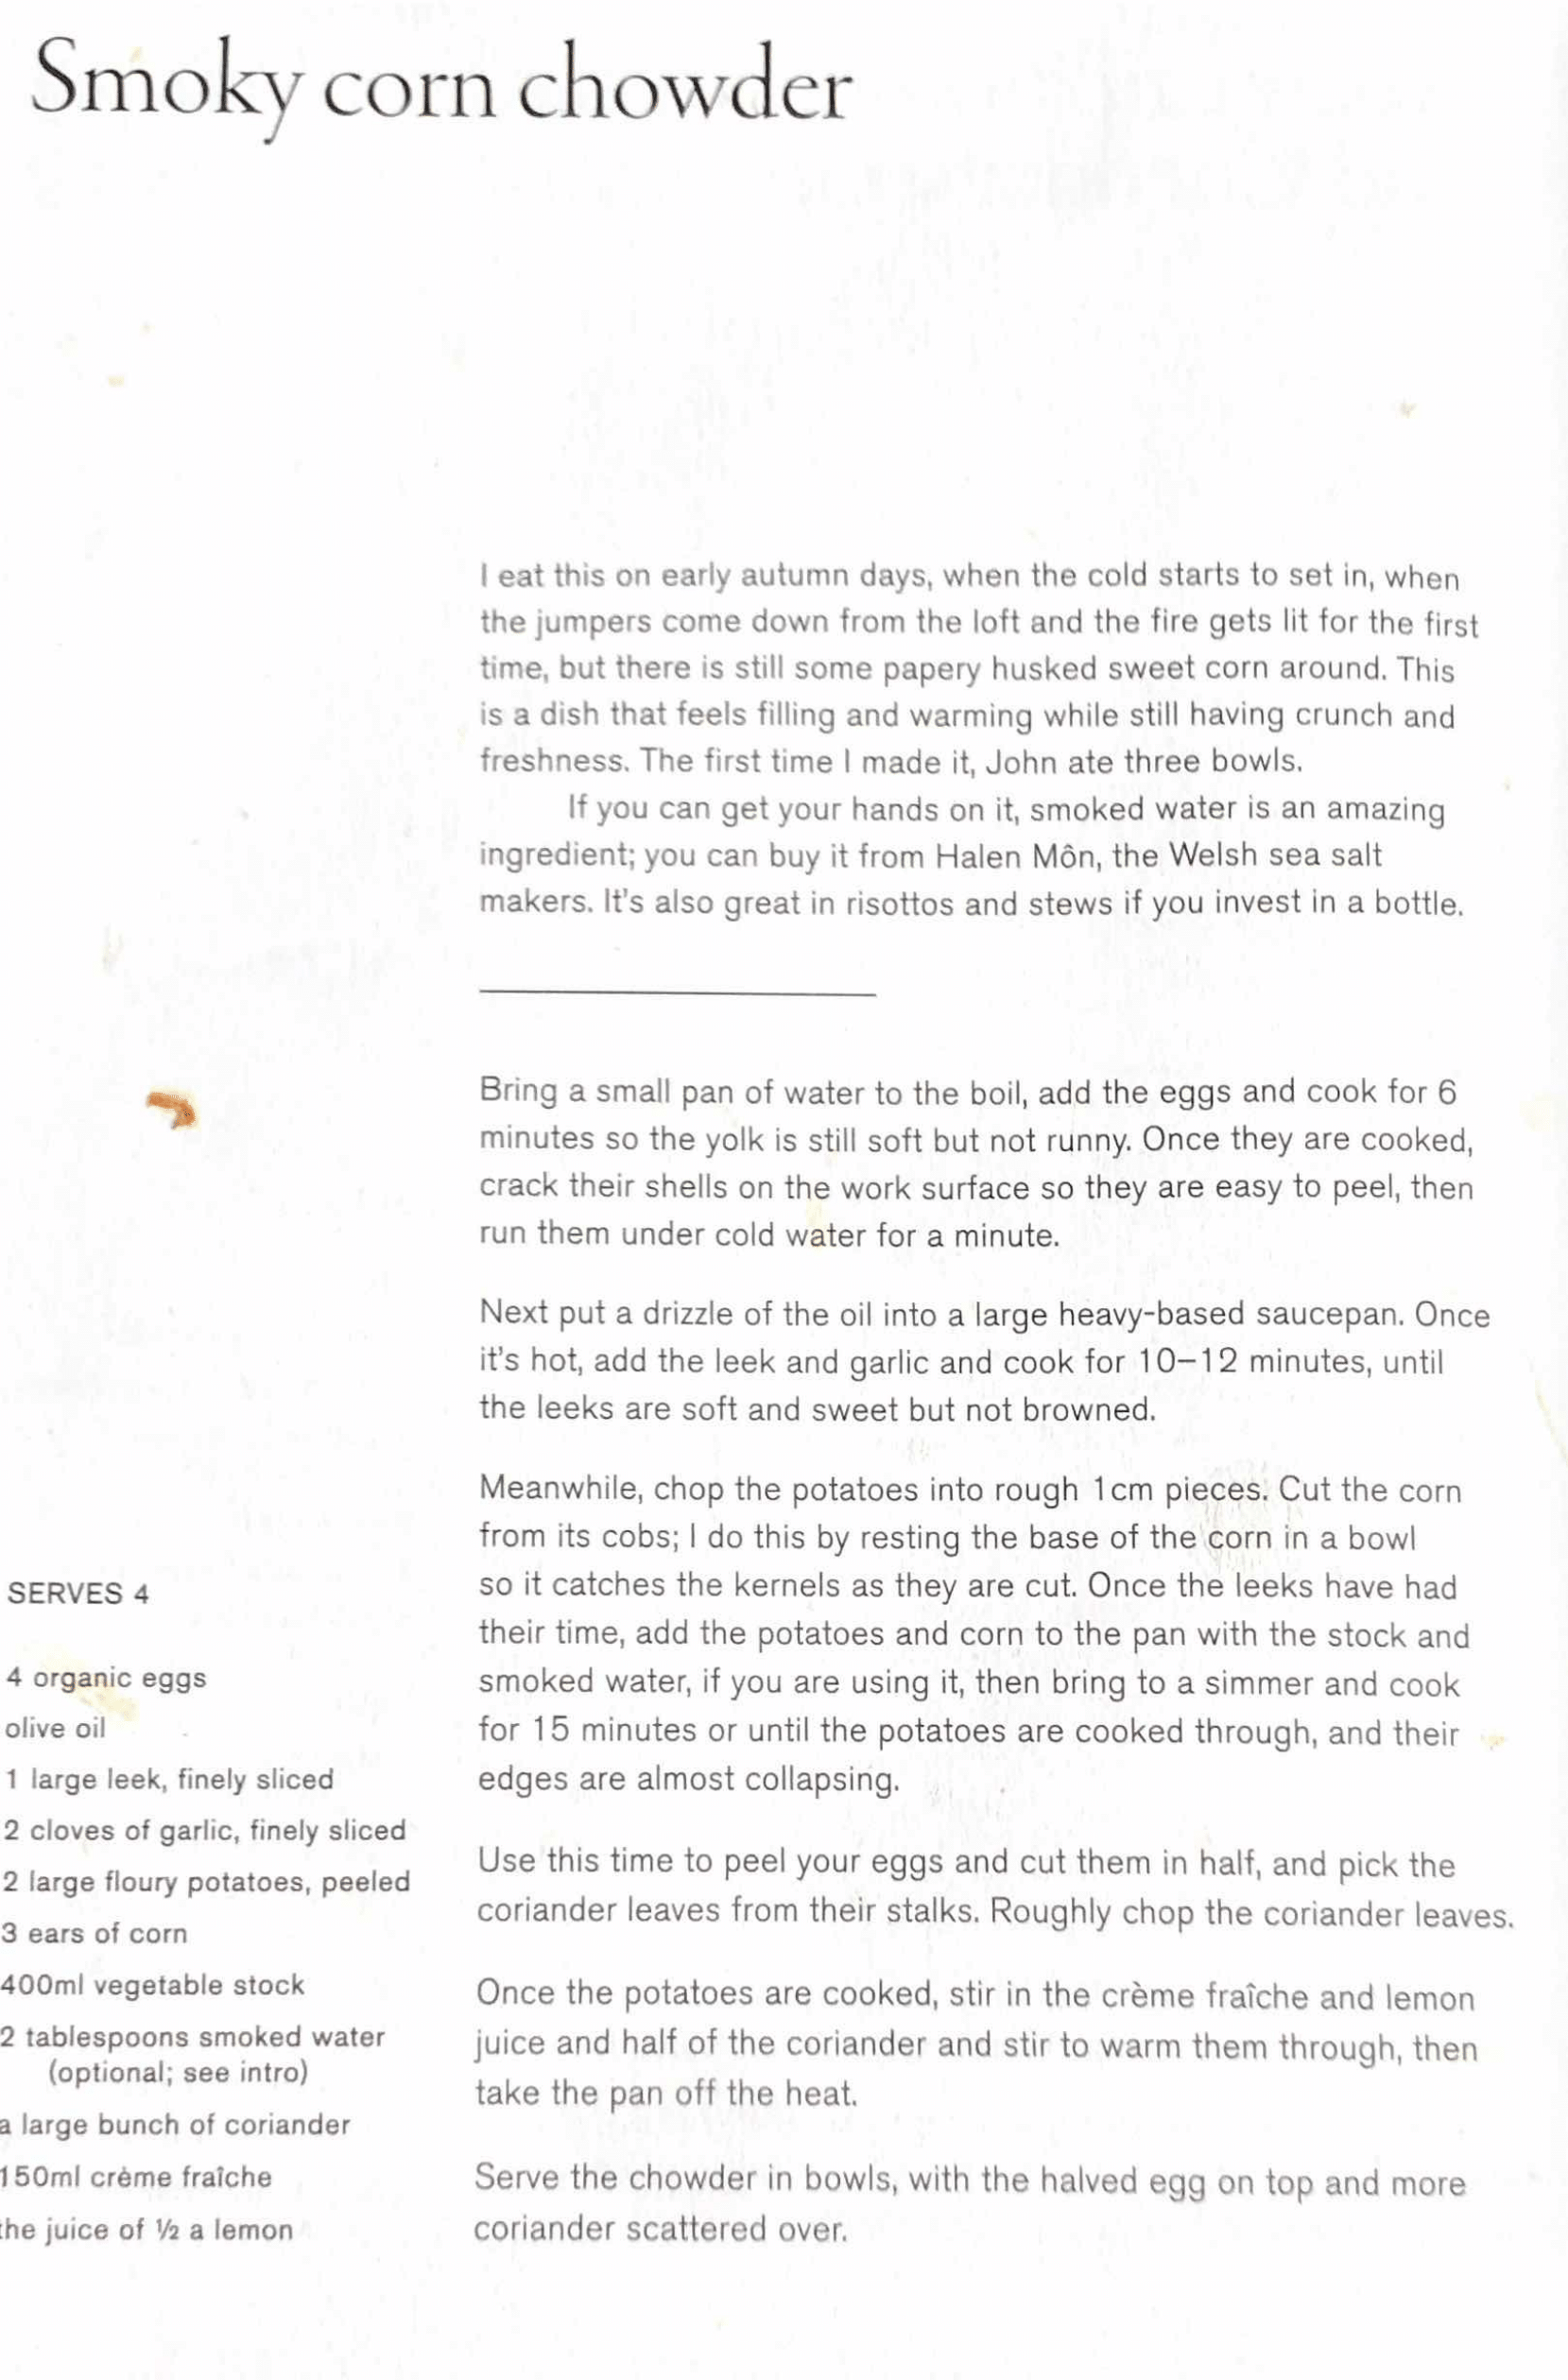 Smoky corn chowder
I eat this on early autumn days, when the cold starts to set in, when
the jumpers come down from the loft and the fire gets lit for the first
time, but there is still some papery husked sweet corn around. This
is a dish that feels filling and warming while still having crunch and
freshness. The first time I made it, John ate three bowls.
If you can get your hands on it, smoked water is an amazing
ingredient; you can buy it from Halen Môn, the Welsh sea salt
makers. It's also great in risottos and stews if you invest in a bottle.
Bring a small pan of water to the boil, add the eggs and cook for 6
minutes so the yolk is still soft but not runny. Once they are cooked,
crack their shells on the work surface so they are easy to peel, then
run them under cold water for a minute.
Next put a drizzle of the oil into a large heavy-based saucepan. Once
it's hot, add the leek and garlic and cook for 10–12 minutes, until
the leeks are soft and sweet but not browned.
Meanwhile, chop the potatoes into rough 1cm pieces. Cut the corn
from its cobs; I do this by resting the base of the corn in a bowl
so it catches the kernels as they are cut. Once the leeks have had
their time, add the potatoes and corn to the pan with the stock and
smoked water, if you are using it, then bring to a simmer and cook
for 15 minutes or until the potatoes are cooked through, and their
edges are almost collapsing.
Use this time to peel your eggs and cut them in half, and pick the
coriander leaves from their stalks. Roughly chop the coriander leaves.
Once the potatoes are cooked, stir in the crème fraîche and lemon
juice and half of the coriander and stir to warm them through, then
take the pan off the heat.
Serve the chowder in bowls, with the halved egg on top and more
coriander scattered over.
SERVES 4
4 organic eggs
olive oil
1 large leek, finely sliced
2 cloves of garlic, finely sliced
2 large floury potatoes, peeled
3 ears of corn
400ml vegetable stock
2 tablespoons smoked water
(optional; see intro)
a large bunch of coriander
150ml crème fraîche
the juice of ½ a lemon